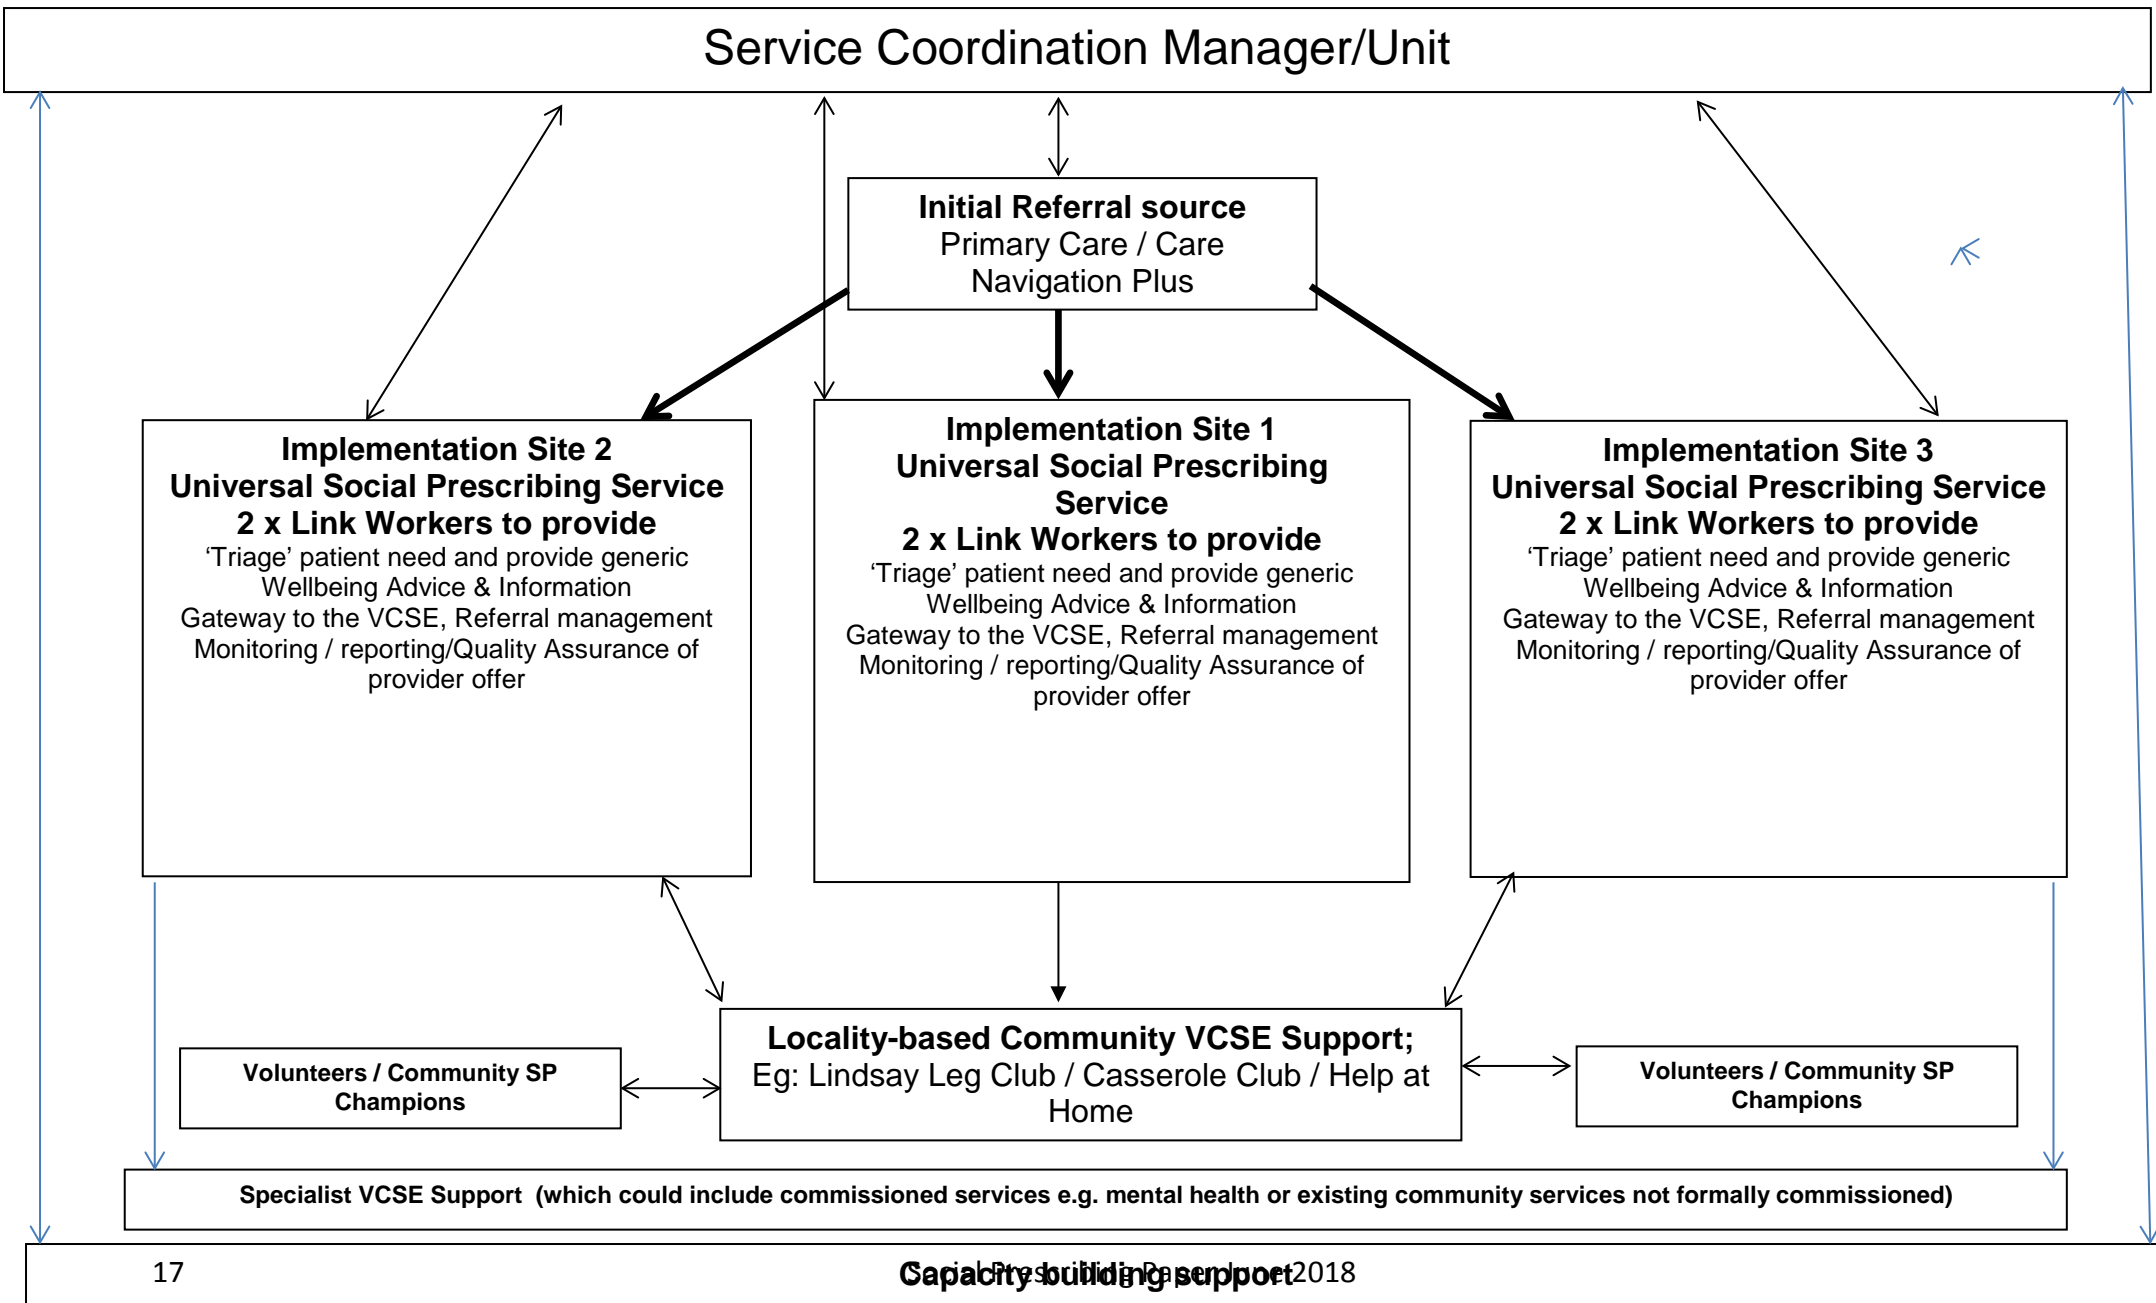 Service Coordination Manager/Unit
Initial Referral source
Primary Care / Care
Navigation Plus
Implementation Site 2
Universal Social Prescribing Service
2 x Link Workers to provide
‘Triage’ patient need and provide generic
Wellbeing Advice & Information
Gateway to the VCSE, Referral management
Monitoring / reporting/Quality Assurance of
provider offer
Implementation Site 1
Universal Social Prescribing
Service
2 x Link Workers to provide
‘Triage’ patient need and provide generic
Wellbeing Advice & Information
Gateway to the VCSE, Referral management
Monitoring / reporting/Quality Assurance of
provider offer
Implementation Site 3
Universal Social Prescribing Service
2 x Link Workers to provide
‘Triage’ patient need and provide generic
Wellbeing Advice & Information
Gateway to the VCSE, Referral management
Monitoring / reporting/Quality Assurance of
provider offer
Locality-based Community VCSE Support;
Eg: Lindsay Leg Club / Casserole Club / Help at
Home
Volunteers / Community SP
Champions
Volunteers / Community SP
Champions
Specialist VCSE Support  (which could include commissioned services e.g. mental health or existing community services not formally commissioned)
Capacity building support
17
Social Prescribing Paper June 2018